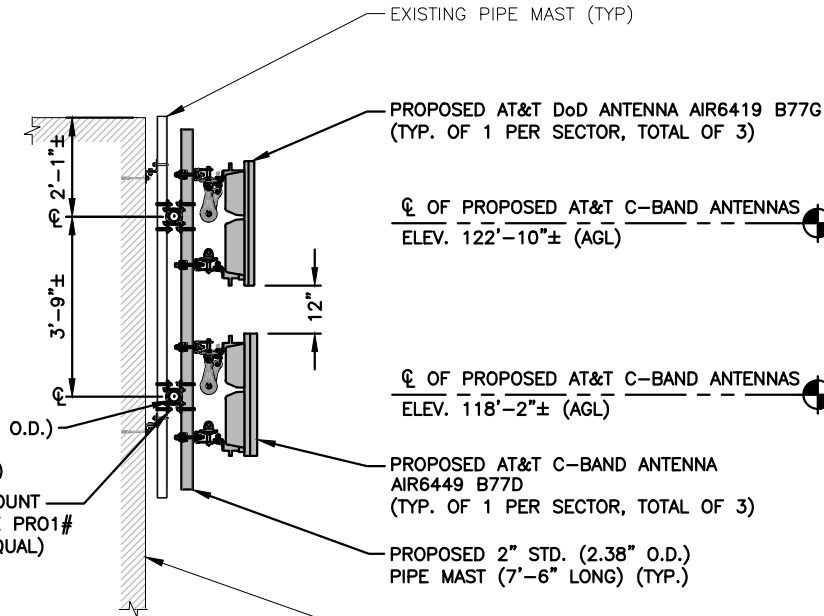 EXISTING PIPE MAST (TYP)
PROPOSED AT&T DoD ANTENNA AIR6419 B77G
(TYP. OF 1 PER SECTOR, TOTAL OF 3)
2'-1"±
℄
℄ OF PROPOSED AT&T C-BAND ANTENNAS
ELEV. 122'-10"± (AGL)
3'-9"±
12"
℄
℄ OF PROPOSED AT&T C-BAND ANTENNAS
ELEV. 118'-2"± (AGL)
O.D.)
)
OUNT
PRO1#
QUAL)
PROPOSED AT&T C-BAND ANTENNA
AIR6449 B77D
(TYP. OF 1 PER SECTOR, TOTAL OF 3)
PROPOSED 2" STD. (2.38" O.D.)
PIPE MAST (7'-6" LONG) (TYP.)